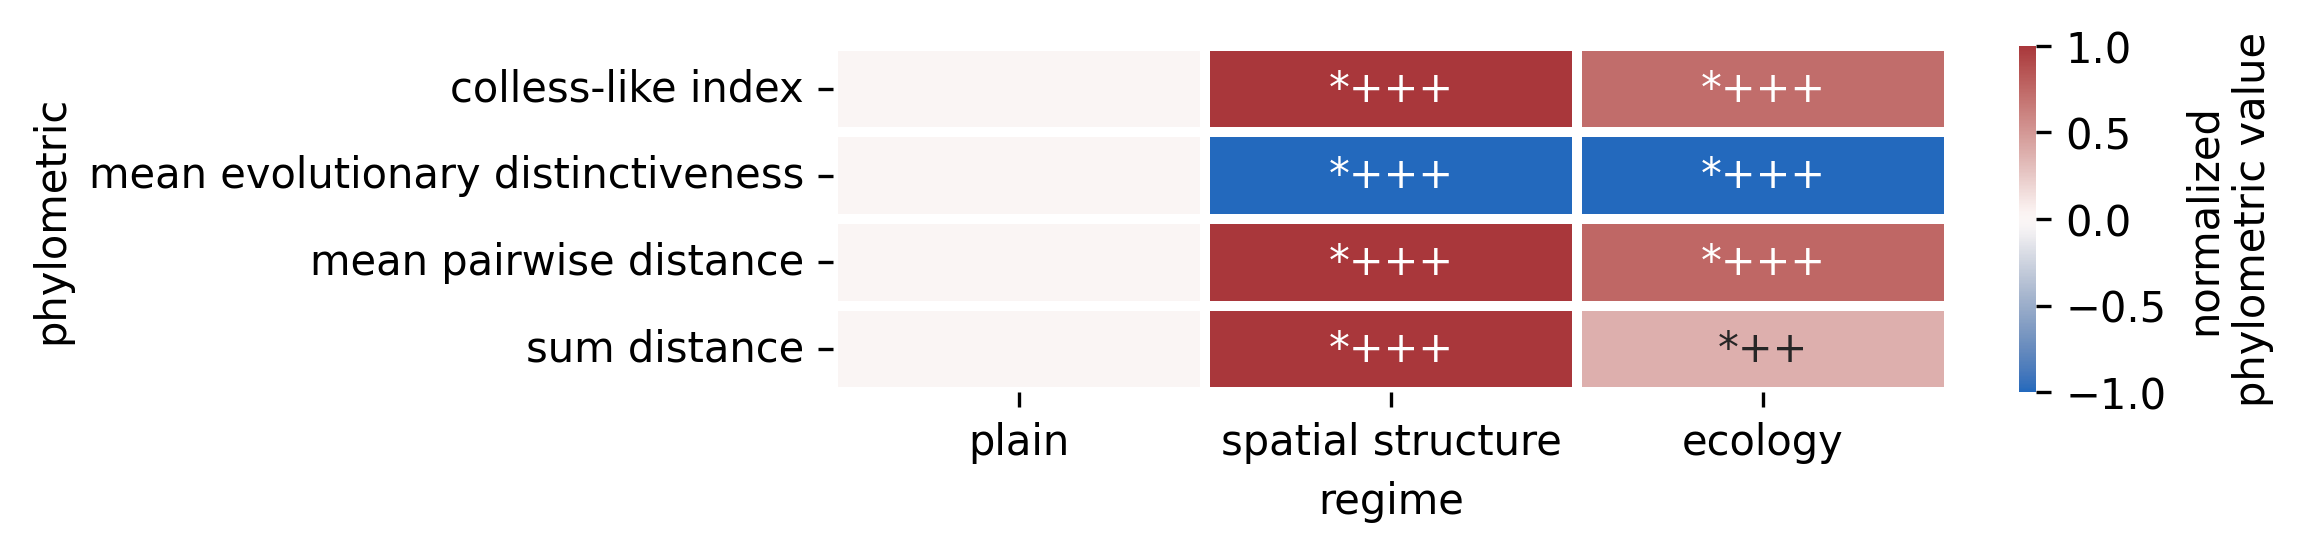 phylometric
colless-like index
mean evolutionary distinctiveness
mean pairwise distance
sum distance
*+++ *+++
*+++ *+++
*+++ *+++
*+++ *++
plain spatial structure ecology
regime
1.0
0.5
0.0
−0.5
−1.0
normalized
phylometric value